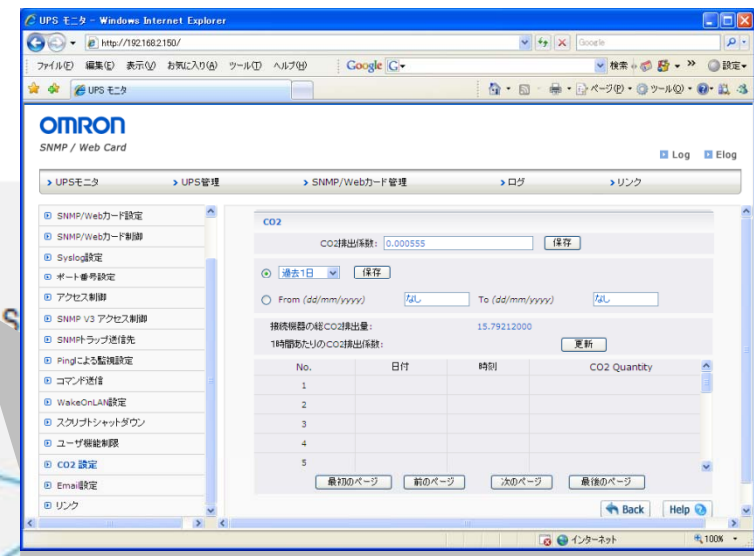 UPS モニタ - Windows Internet Explorer
http://192.168.2.150/
Google
ファイル(F) 編集(E) 表示(V) お気に入り(A) ツール(T) ヘルプ(H) Google G 検索 » 設定
UPS モニタ ページ(P) ツール(O)
OMRON
SNMP / Web Card
Log Elog
UPSモニタ UPS管理 SNMP/Webカード管理 ログ リンク
SNMP/Webカード設定
SNMP/Webカード制御
Syslog設定
ポート番号設定
アクセス制御
SNMP V3 アクセス制御
SNMPトラップ送信先
Pingによる監視設定
コマンド送信
WakeOnLAN設定
スクリプトシャットダウン
ユーザ機能制限
CO2 設定
Email設定
リンク
CO2
CO2排出係数: 0.000555 保存
過去1日 保存
From (dd/mm/yyyy) なし To (dd/mm/yyyy) なし
接続機器の総CO2排出量: 15.79212000
1時間あたりのCO2排出係数: 更新
No. 日付 時刻 CO2 Quantity
1
2
3
4
5
最初のページ 前のページ 次のページ 最後のページ
Back Help
インターネット 100%